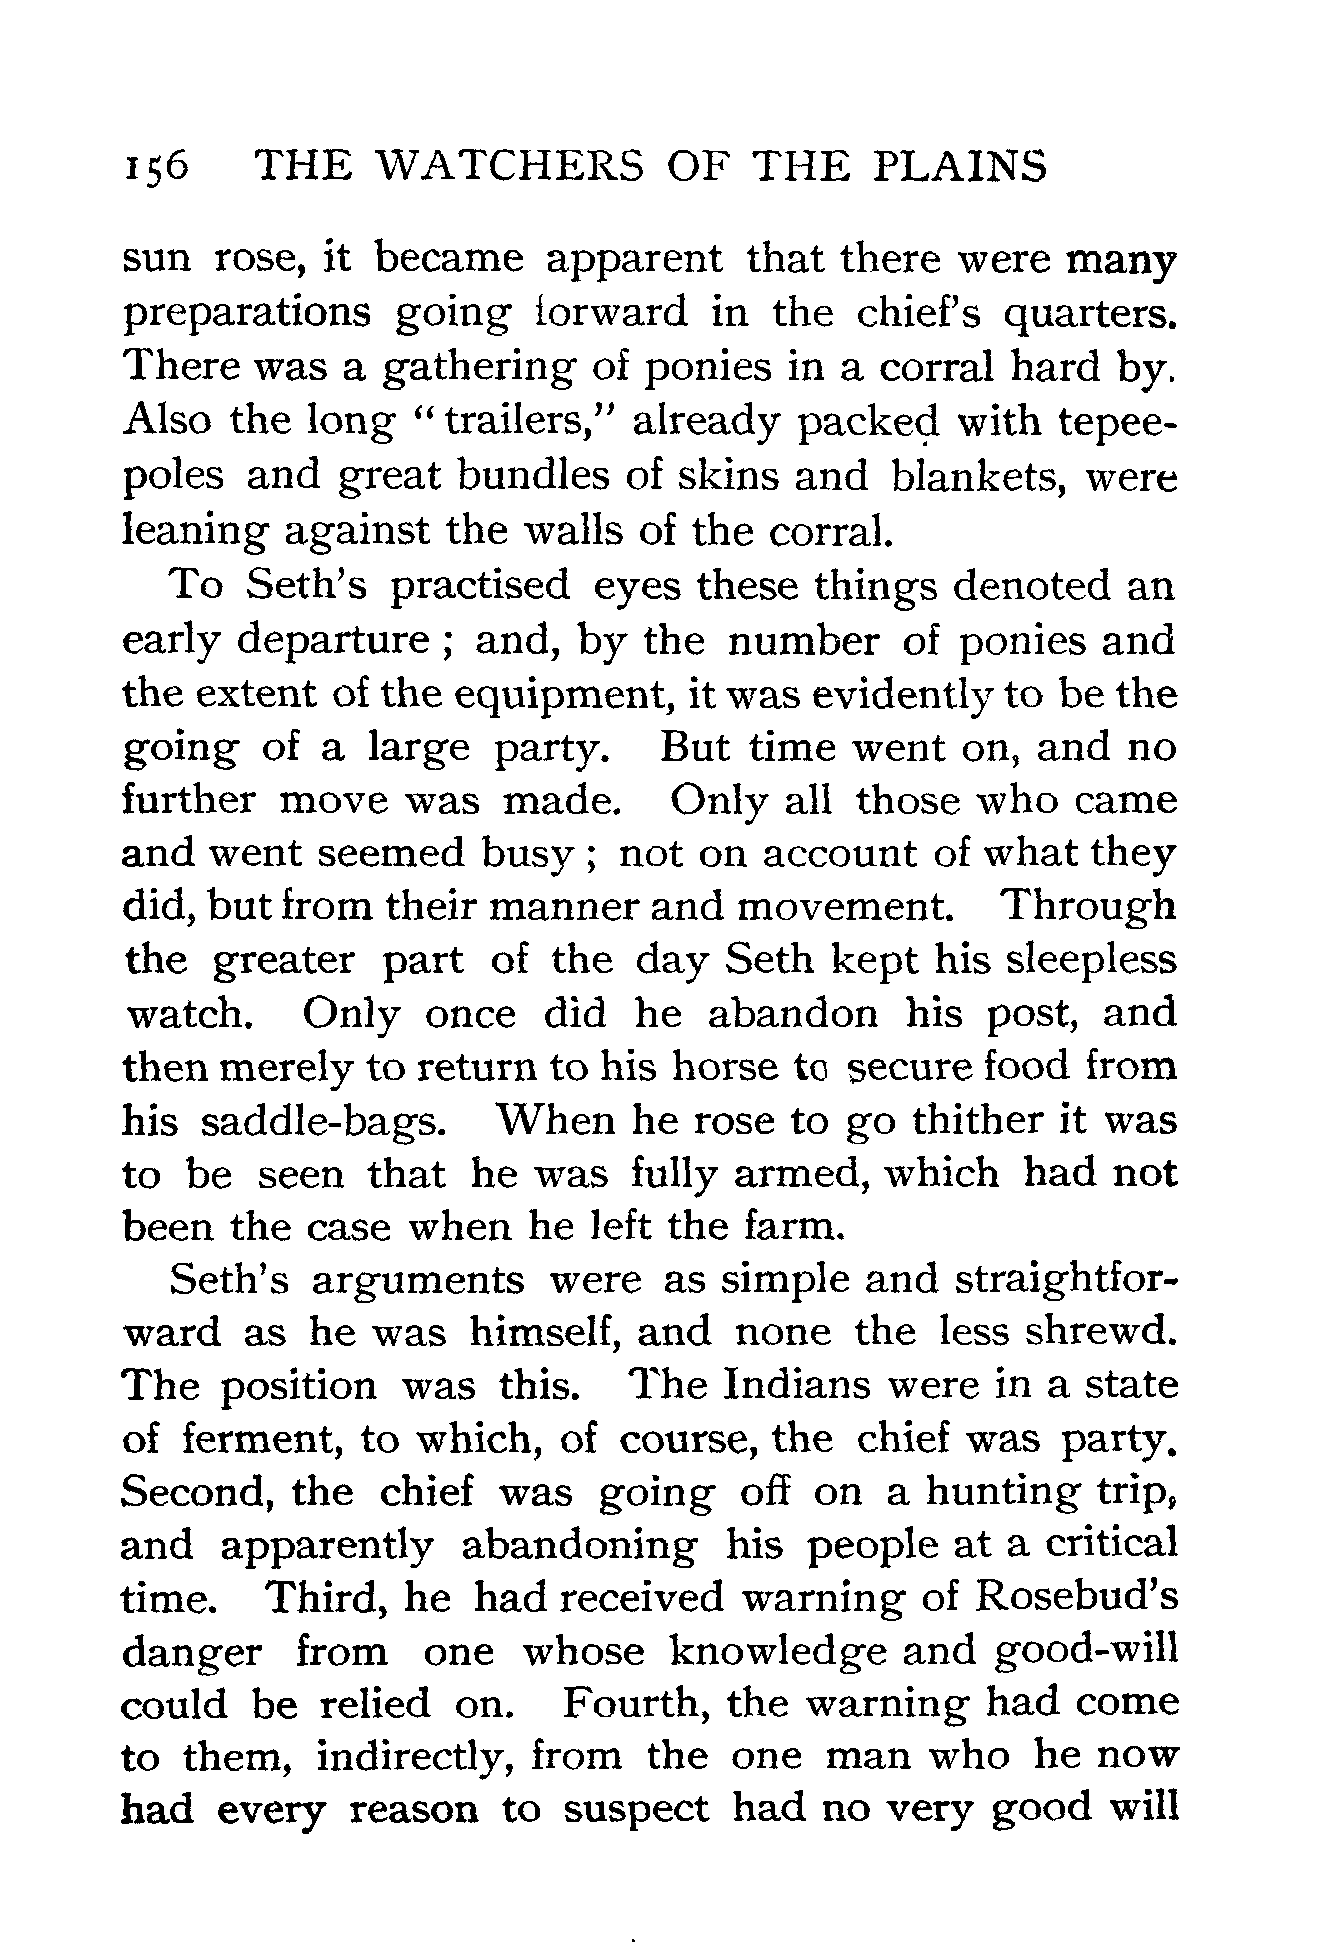 156 THE WATCHERS OF THE PLAINS
sun rose, it became apparent that there were many
preparations going forward in the chief's quarters.
There was a gathering of ponies in a corral hard by.
Also the long “ trailers,” already packed with tepee-
poles and great bundles of skins and blankets, were
leaning against the walls of the corral.
To Seth's practised eyes these things denoted an
early departure ; and, by the number of ponies and
the extent of the equipment, it was evidently to be the
going of a large party. But time went on, and no
further move was made. Only all those who came
and went seemed busy ; not on account of what they
did, but from their manner and movement. Through
the greater part of the day Seth kept his sleepless
watch. Only once did he abandon his post, and
then merely to return to his horse to secure food from
his saddle-bags. When he rose to go thither it was
to be seen that he was fully armed, which had not
been the case when he left the farm.
Seth's arguments were as simple and straightfor-
ward as he was himself, and none the less shrewd.
The position was this. The Indians were in a state
of ferment, to which, of course, the chief was party.
Second, the chief was going off on a hunting trip,
and apparently abandoning his people at a critical
time. Third, he had received warning of Rosebud's
danger from one whose knowledge and good-will
could be relied on. Fourth, the warning had come
to them, indirectly, from the one man who he now
had every reason to suspect had no very good will